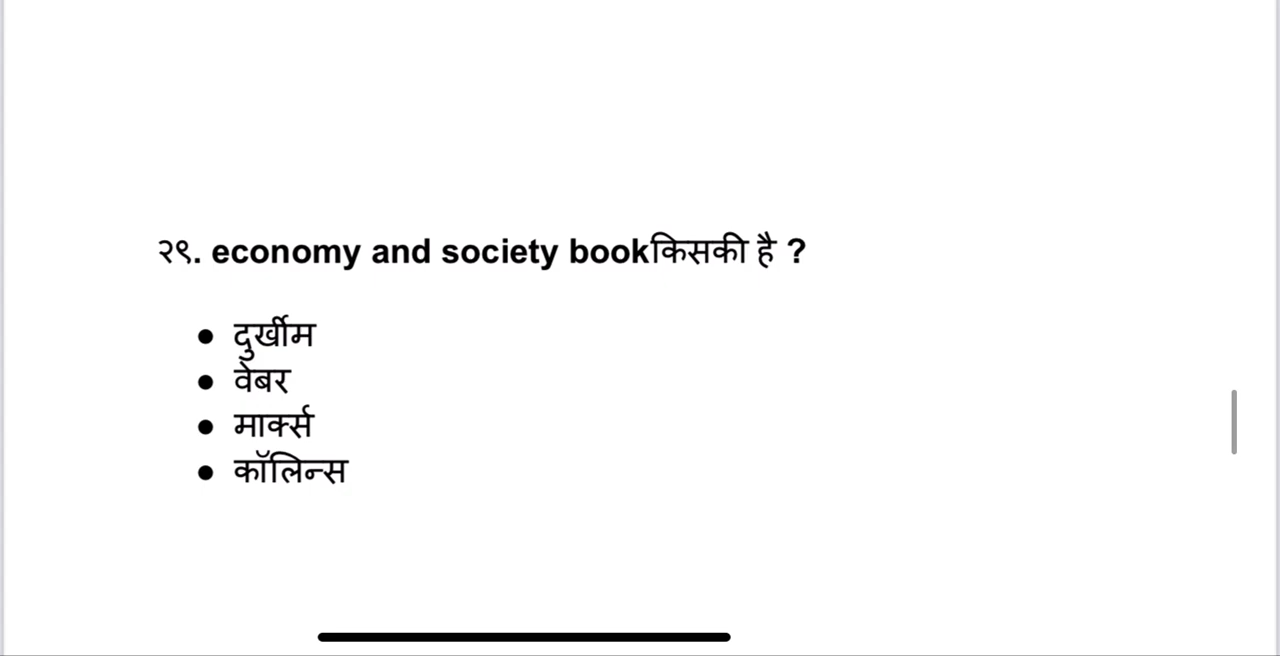 २९. economy and society bookकिसकी है ?
● दुर्खीम
● वेबर
● मार्क्स
● कॉलिन्स